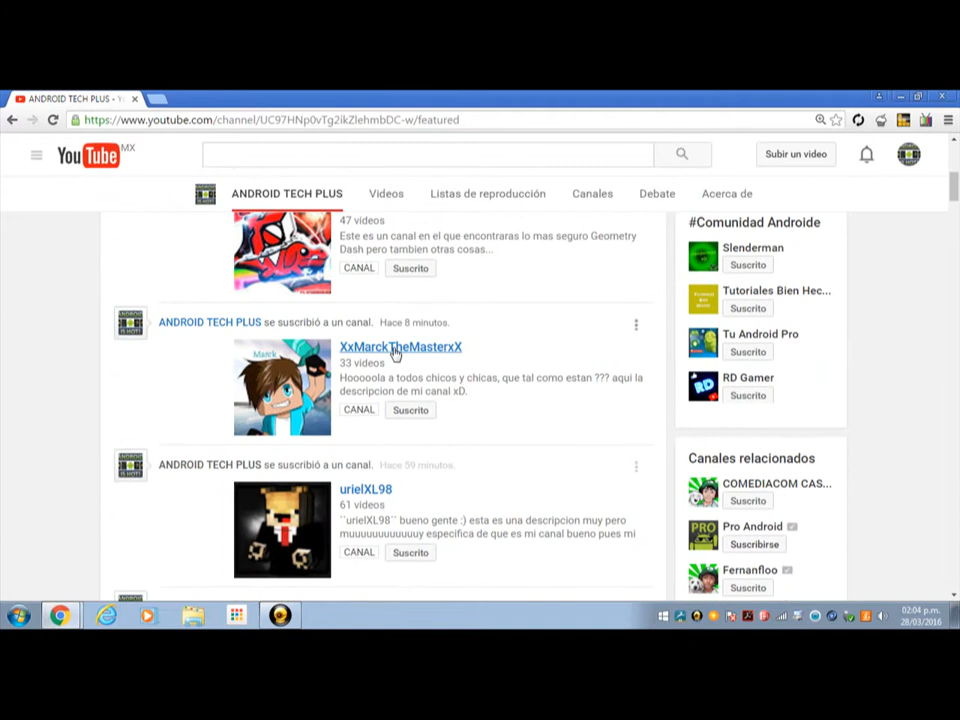 ANDROID TECH PLUS - Y
https://www.youtube.com/channel/UC97HNp0vTg2ikZlehmbDC-w/featured
YouTube MX
Subir un video
ANDROID TECH PLUS Videos Listas de reproducción Canales Debate Acerca de
47 videos
Este es un canal en el que encontraras lo mas seguro Geometry
Dash pero tambien otras cosas...
CANAL Suscrito
ANDROID TECH PLUS se suscribió a un canal. Hace 8 minutos.
Marck
XxMarckTheMasterxX
33 videos
Hooooola a todos chicos y chicas, que tal como estan ??? aqui la
descripcion de mi canal xD.
CANAL Suscrito
ANDROID TECH PLUS se suscribió a un canal. Hace 59 minutos.
urielXL98
61 videos
``urielXL98`` bueno gente :) esta es una descripcion muy pero
muuuuuuuuuuuy especifica de que es mi canal bueno pues mi
CANAL Suscrito
#Comunidad Androide
Slenderman
Suscrito
Tutoriales Bien Hec...
Suscrito
Tu Android Pro
Suscrito
RD
RD Gamer
Suscrito
Canales relacionados
COMEDIACOM CAS...
Suscrito
PRO
Pro Android
Suscribirse
Fernanfloo
Suscrito
02:04 p.m.
28/03/2016